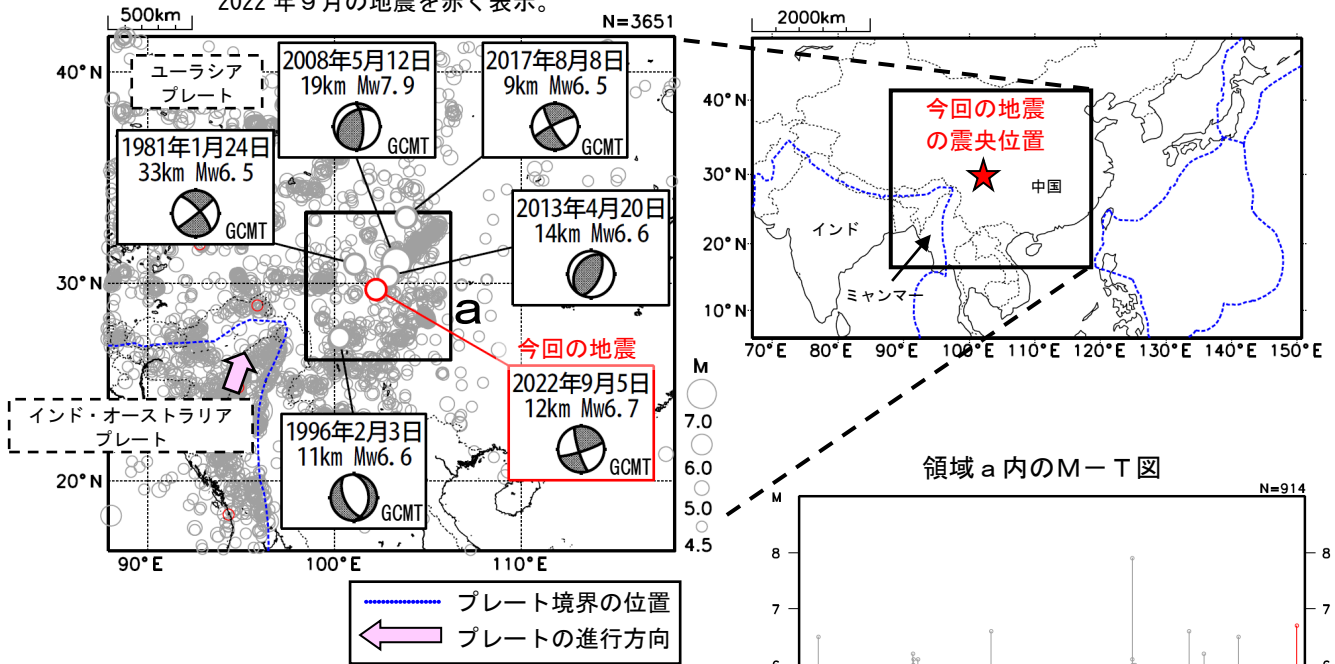 2022年9月の地震を赤く表示。
500km
N=3651
40°N
30°N
20°N
90°E
100°E
110°E
ユーラシア
プレート
2008年5月12日
19km Mw7.9
GCMT
2017年8月8日
9km Mw6.5
GCMT
1981年1月24日
33km Mw6.5
GCMT
2013年4月20日
14km Mw6.6
GCMT
a
今回の地震
2022年9月5日
12km Mw6.7
GCMT
インド・オーストラリア
プレート
1996年2月3日
11km Mw6.6
GCMT
M
7.0
6.0
5.0
4.5
プレート境界の位置
プレートの進行方向
2000km
40°N
30°N
20°N
10°N
70°E
80°E
90°E
100°E
110°E
120°E
130°E
140°E
150°E
今回の地震
の震央位置
中国
インド
ミャンマー
領域a内のM－T図
M
N=914
8
8
7
7
6
6